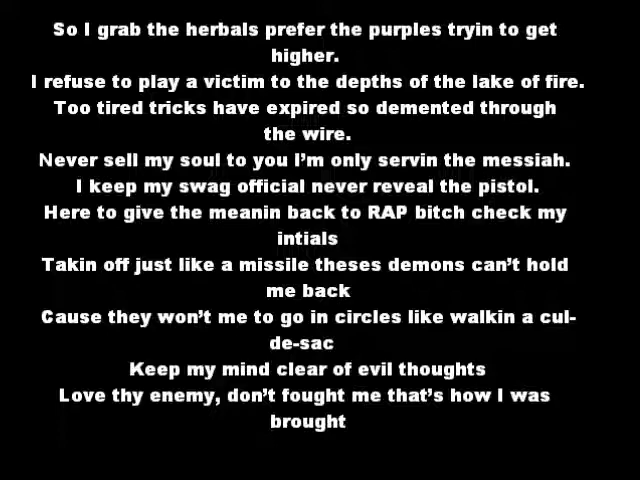 So I grab the herbals prefer the purples tryin to get
higher.
I refuse to play a victim to the depths of the lake of fire.
Too tired tricks have expired so demented through
the wire.
Never sell my soul to you I'm only servin the messiah.
I keep my swag official never reveal the pistol.
Here to give the meanin back to RAP bitch check my
intials
Takin off just like a missile theses demons can't hold
me back
Cause they won't me to go in circles like walkin a cul-
de-sac
Keep my mind clear of evil thoughts
Love thy enemy, don't fought me that's how I was
brought